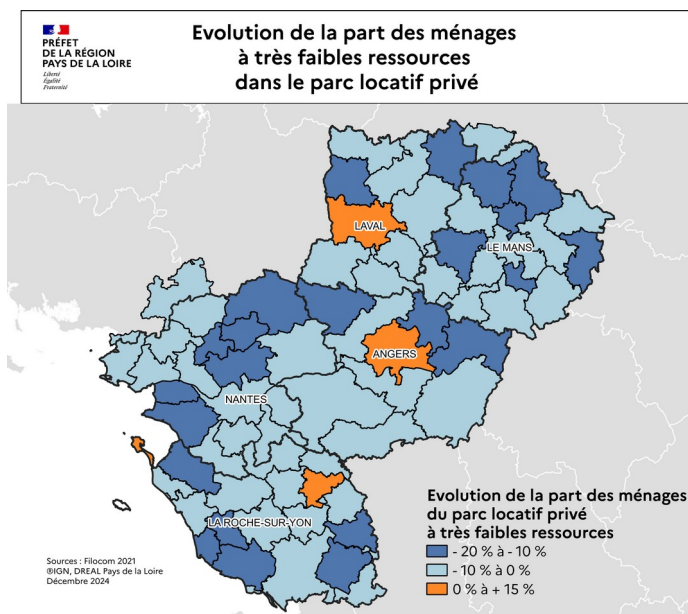 PRÉFET
DE LA RÉGION
PAYS DE LA LOIRE
Liberté
Égalité
Fraternité
Evolution de la part des ménages
à très faibles ressources
dans le parc locatif privé
LAVAL
LE MANS
ANGERS
NANTES
LA ROCHE-SUR-YON
Evolution de la part des ménages
du parc locatif privé
à très faibles ressources
- 20 % à - 10 %
- 10 % à 0 %
0 % à + 15 %
Sources : Filocom 2021
®IGN, DREAL Pays de la Loire
Décembre 2024